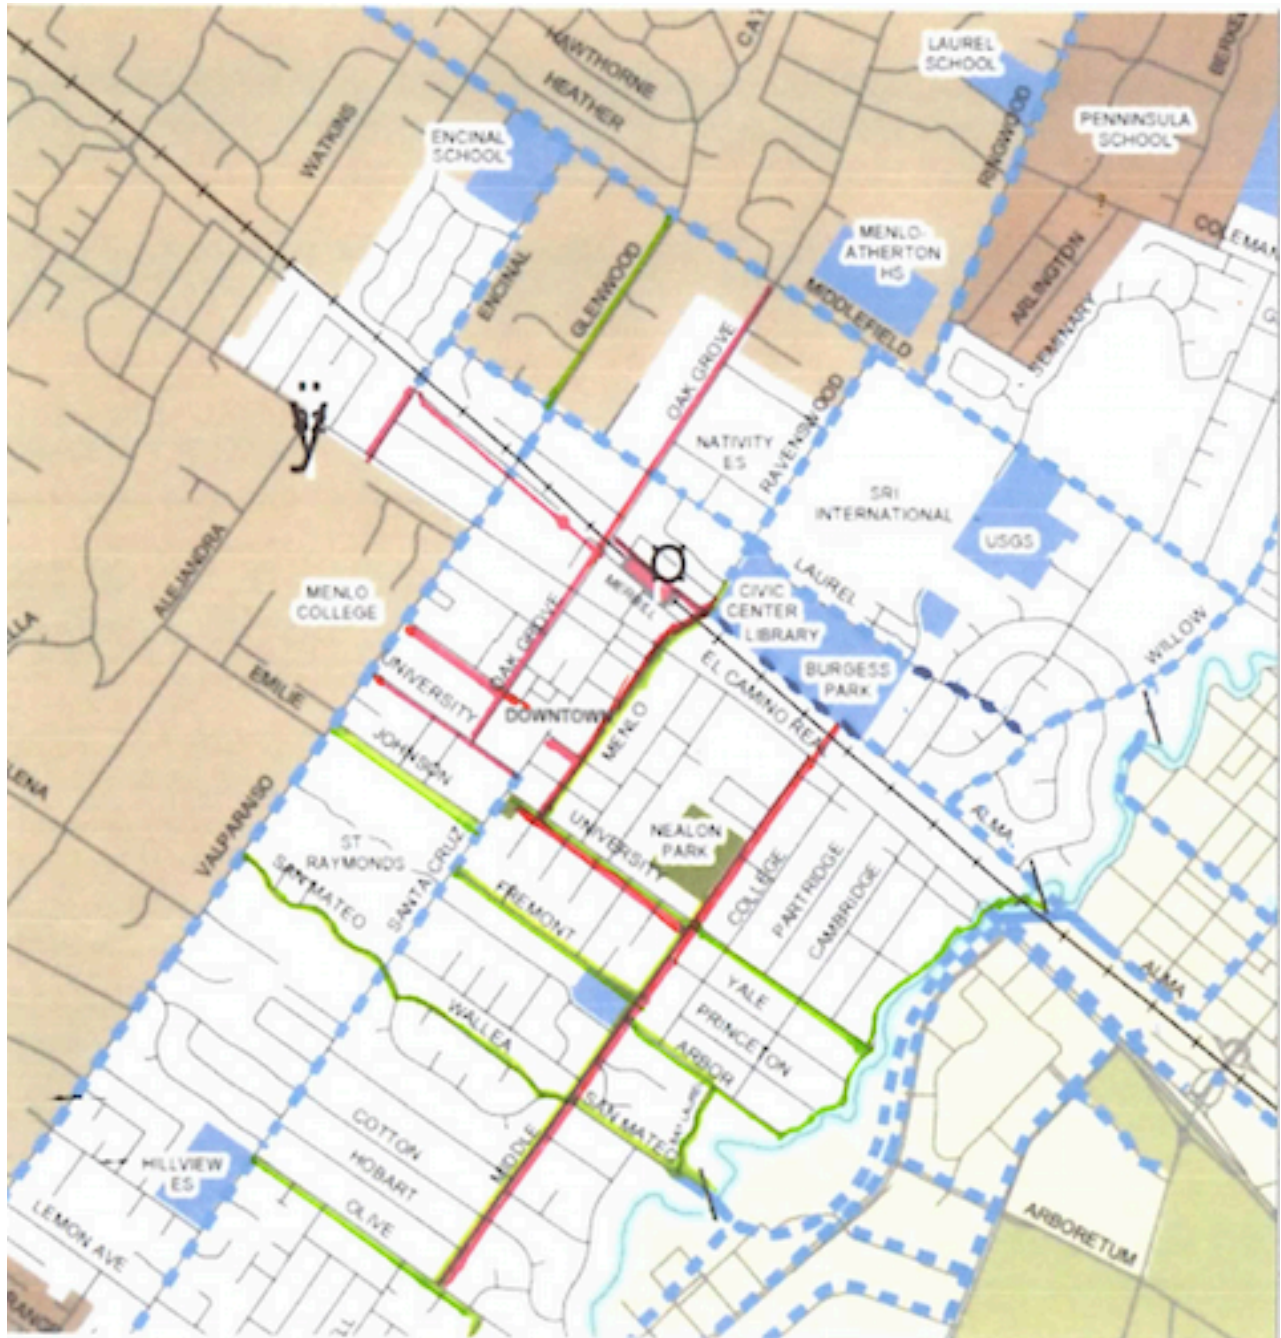 HAWTHORNE
HEATHER
WATKINS
LAUREL
SCHOOL
RINGWOOD
PENNINSULA
SCHOOL
ENCINAL
SCHOOL
COLEMAN
MENLO-
ATHERTON
HS
ARLINGTON
ENCINAL
GLENWOOD
MIDDLEFIELD
SEMINARY
OAK GROVE
RAVENSWOOD
NATIVITY
ES
ÿ
SRI
INTERNATIONAL
USGS
ALEJANDRA
MENLO
COLLEGE
MERILL
LAUREL
CIVIC
CENTER
LIBRARY
WILLOW
OAK GROVE
EMILIE
UNIVERSITY
BURGESS
PARK
EL CAMINO REAL
DOWNTOWN
MENLO
JOHNSON
VALPARAISO
ST
RAYMONDS
SANTA CRUZ
UNIVERSITY
NEALON
PARK
ALMA
COLLEGE
PARTRIDGE
CAMBRIDGE
SAN MATEO
FREMONT
ALMA
YALE
PRINCETON
WALLEA
ARBOR
SAN MATEO
COTTON
HOBART
MIDDLE
HILLVIEW
ES
OLIVE
LEMON AVE
ARBORETUM